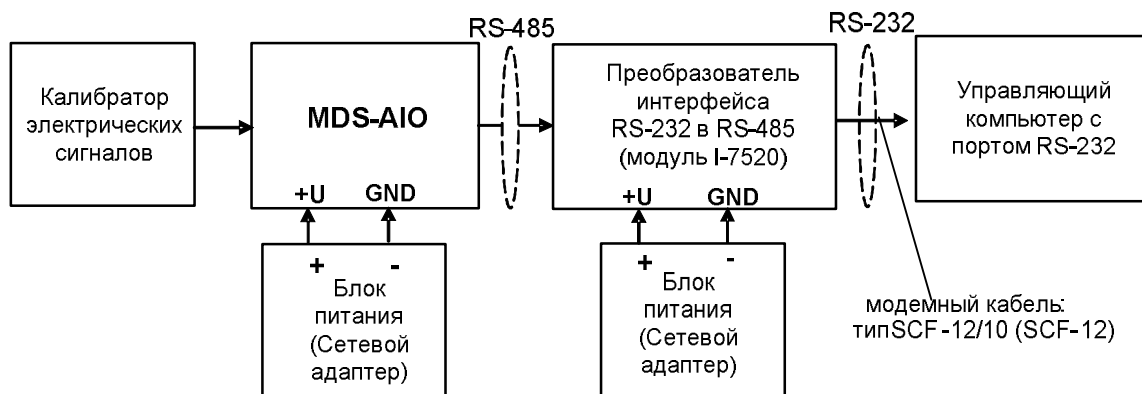 RS-485
RS-232
Калибратор
электрических
сигналов
MDS-AIO
+U GND
Преобразователь
интерфейса
RS-232 в RS-485
(модуль I-7520)
+U GND
Управляющий
компьютер с
портом RS-232
+ -
Блок
питания
(Сетевой
адаптер)
+ -
Блок
питания
(Сетевой
адаптер)
модемный кабель:
типSCF-12/10 (SCF-12)